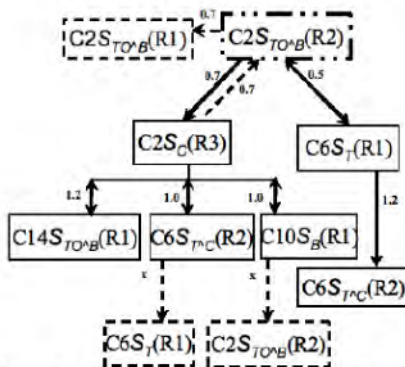 0.7
C2S_{TO^B}(R1) C2S_{TO^B}(R2)
0.7 0.7 0.5
C2S_C(R3) C6S_T(R1)
1.2 1.0 1.0 1.2
C14S_{TO^B}(R1) C6S_{T^C}(R2) C10S_B(R1)
C6S_{T^C}(R2)
x x
C6S_T(R1) C2S_{TO^B}(R2)